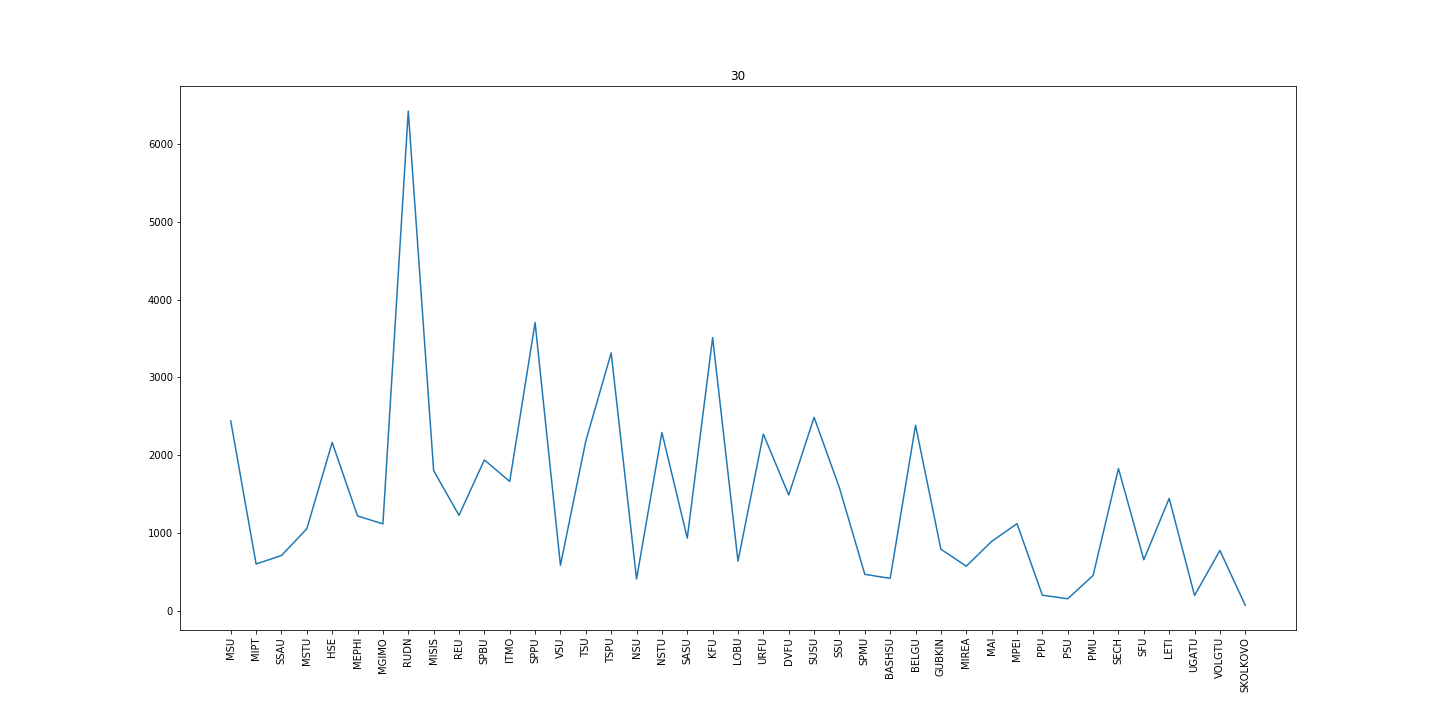 30
6000
5000
4000
3000
2000
1000
0
MSU
MIPT
SSAU
MSTU
HSE
MEPHI
MGIMO
RUDN
MISIS
REU
SPBU
ITMO
SPPU
VSU
TSU
TSPU
NSU
NSTU
SASU
KFU
LOBU
URFU
DVFU
SUSU
SSU
SPMU
BASHSU
BELGU
GUBKIN
MIREA
MAI
MPEI
PPU
PSU
PMU
SECH
SFU
LETI
UGATU
VOLGTU
SKOLKOVO